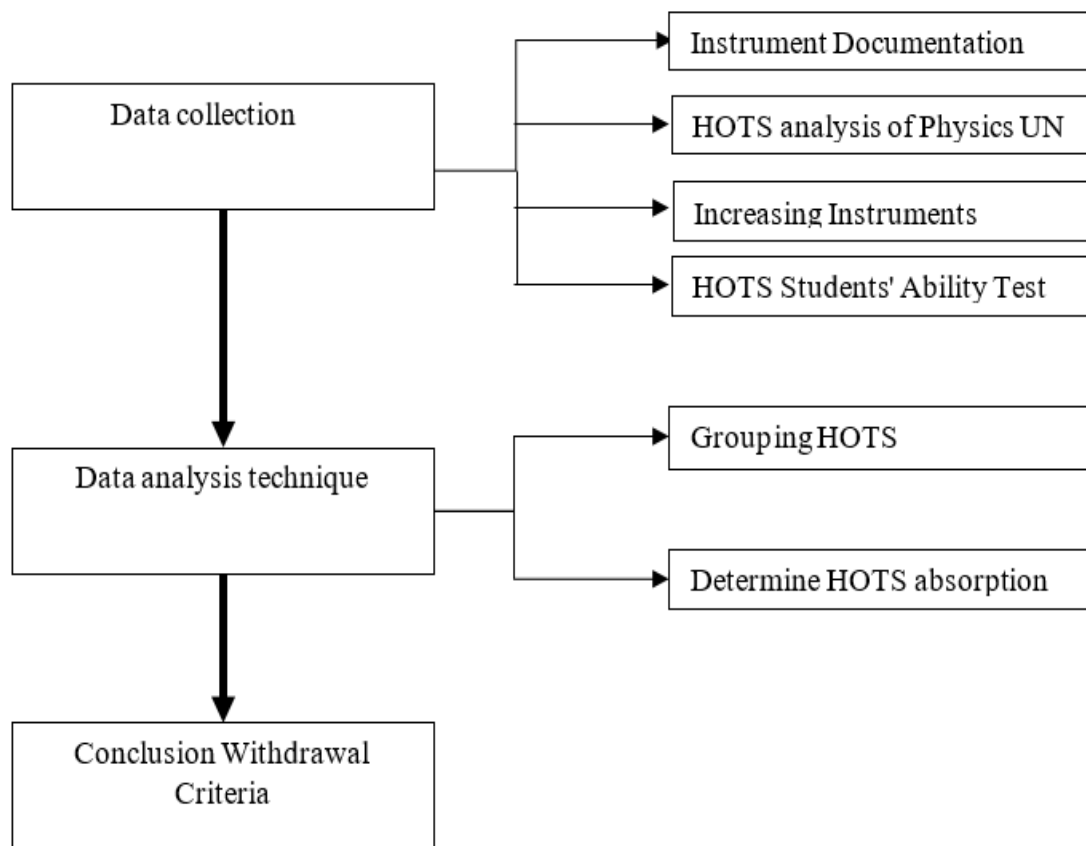 Instrument Documentation
Data collection
HOTS analysis of Physics UN
Increasing Instruments
HOTS Students' Ability Test
Grouping HOTS
Data analysis technique
Determine HOTS absorption
Conclusion Withdrawal
Criteria